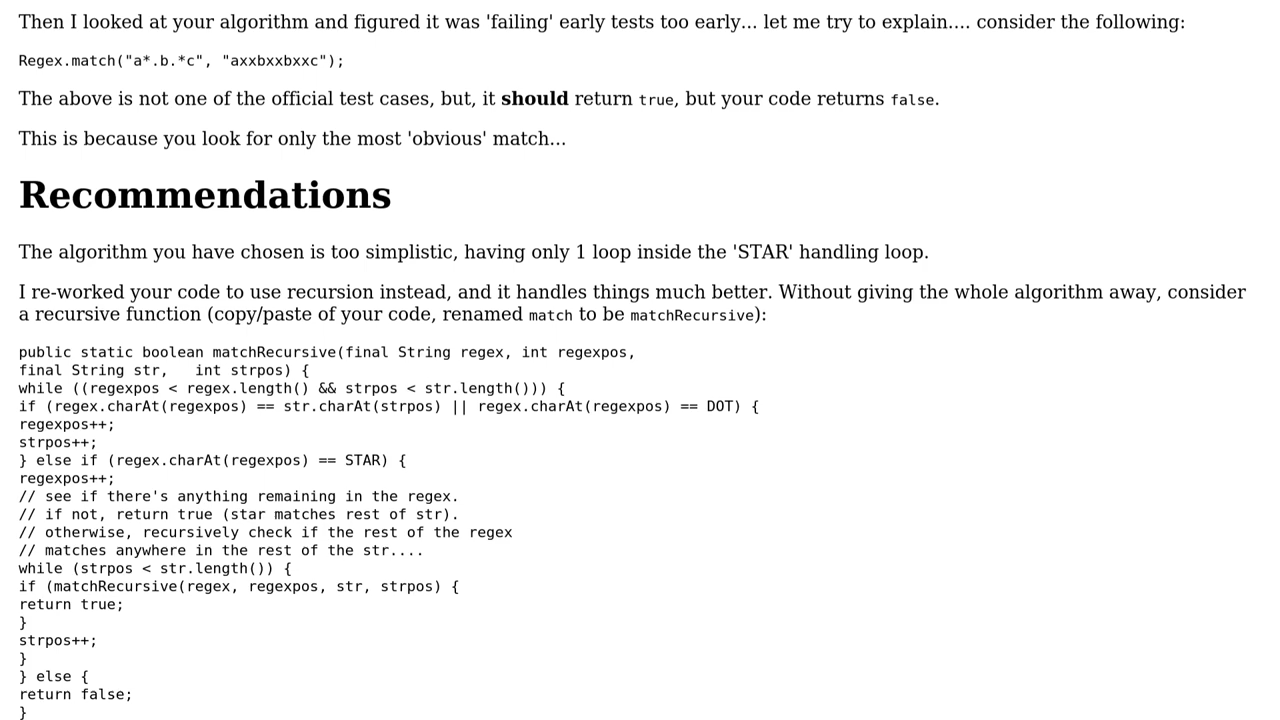 Then I looked at your algorithm and figured it was 'failing' early tests too early... let me try to explain.... consider the following:
Regex.match("a*.b.*c", "axxbxxbxxc");
The above is not one of the official test cases, but, it should return true, but your code returns false.
This is because you look for only the most 'obvious' match...
Recommendations
The algorithm you have chosen is too simplistic, having only 1 loop inside the 'STAR' handling loop.
I re-worked your code to use recursion instead, and it handles things much better. Without giving the whole algorithm away, consider
a recursive function (copy/paste of your code, renamed match to be matchRecursive):
public static boolean matchRecursive(final String regex, int regexpos,
final String str,   int strpos) {
while ((regexpos < regex.length() && strpos < str.length())) {
if (regex.charAt(regexpos) == str.charAt(strpos) || regex.charAt(regexpos) == DOT) {
regexpos++;
strpos++;
} else if (regex.charAt(regexpos) == STAR) {
regexpos++;
// see if there's anything remaining in the regex.
// if not, return true (star matches rest of str).
// otherwise, recursively check if the rest of the regex
// matches anywhere in the rest of the str....
while (strpos < str.length()) {
if (matchRecursive(regex, regexpos, str, strpos) {
return true;
}
strpos++;
}
} else {
return false;
}